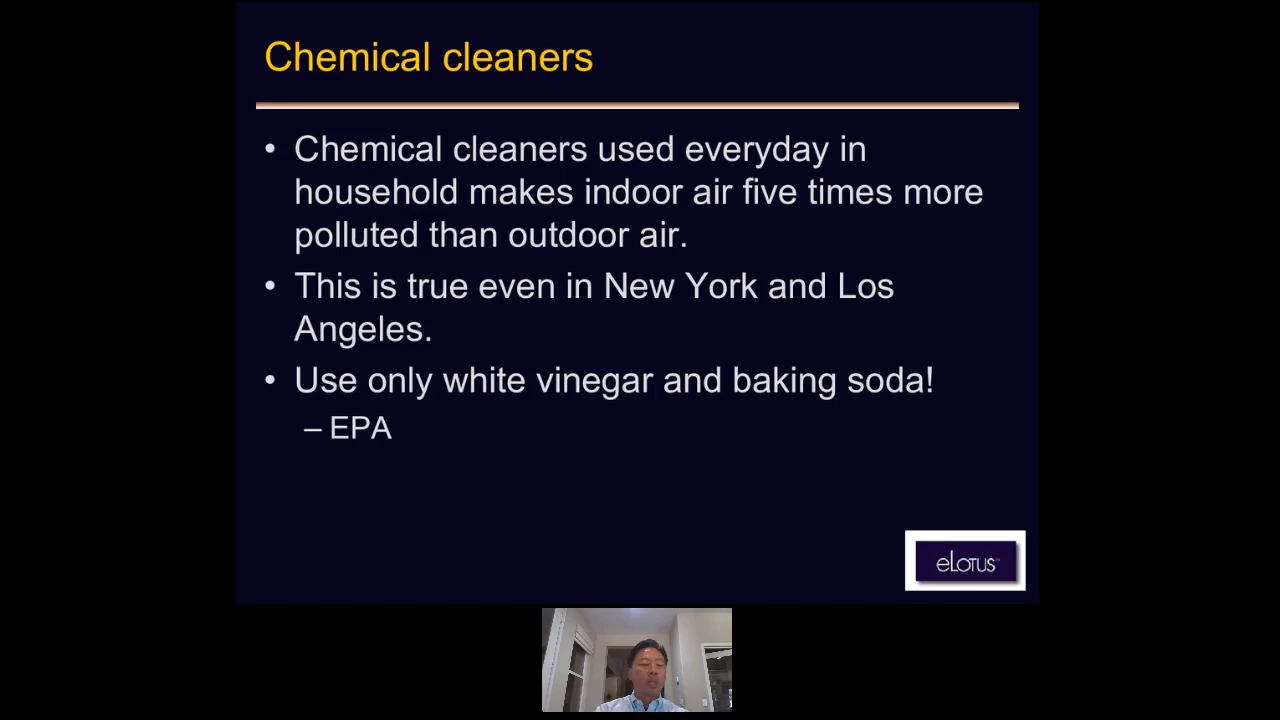 Chemical cleaners
• Chemical cleaners used everyday in
household makes indoor air five times more
polluted than outdoor air.
• This is true even in New York and Los
Angeles.
• Use only white vinegar and baking soda!
– EPA
eLotus